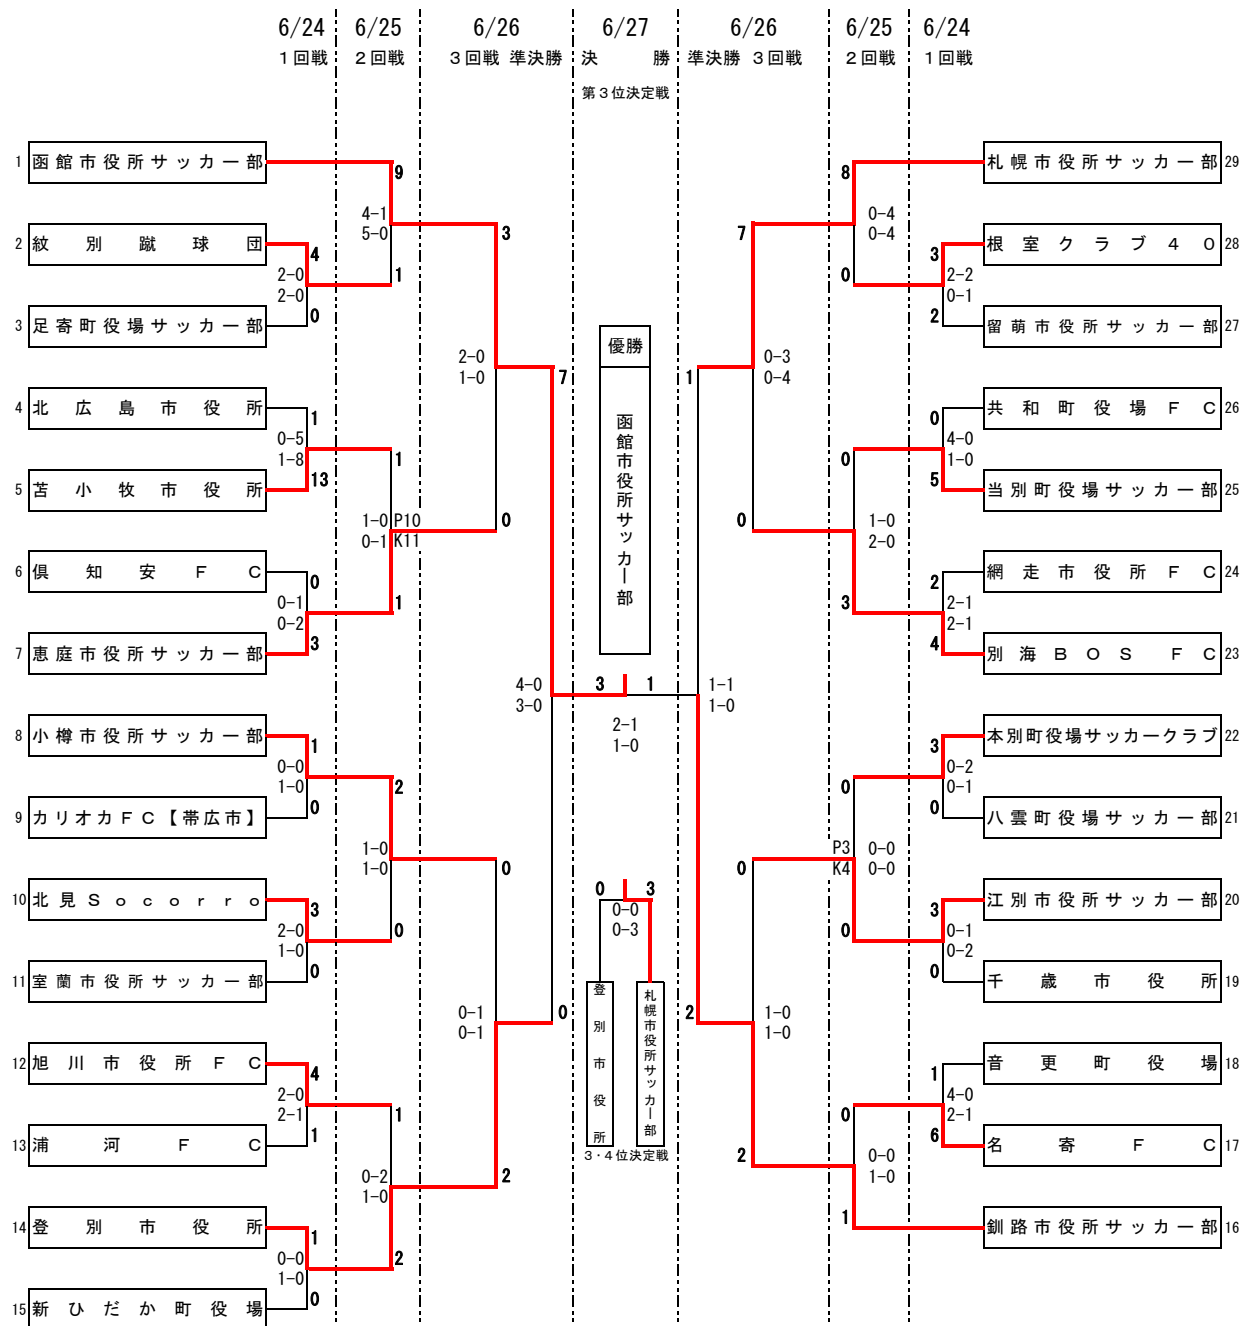 6/24 6/25 6/26 6/27 6/26 6/25 6/24
1回戦 2回戦 3回戦 準決勝 決勝 準決勝 3回戦 2回戦 1回戦
第3位決定戦
1 函館市役所サッカー部 9 8 札幌市役所サッカー部 29
4-1 0-4
5-0 3 7 0-4
2 紋別蹴球団 4 3 根室クラブ40 28
2-0 1 0 2-2
2-0 0-1
3 足寄町役場サッカー部 0 2 留萌市役所サッカー部 27
優勝
2-0 0-3
1-0 7 1 0-4
4 北広島市役所 1 0 共和町役場FC 26
0-5 4-0
1-8 1 0 1-0
5 苫小牧市役所 13 5 当別町役場サッカー部 25
函館市役所サッカー部
1-0 P10 0 0 1-0
0-1 K11 2-0
6 倶知安FC 0 2 網走市役所FC 24
0-1 2-1
0-2 1 3 2-1
7 恵庭市役所サッカー部 3 4 別海BOS FC 23
4-0 3 1 1-1
3-0 2-1 1-0
1-0
8 小樽市役所サッカー部 1 3 本別町役場サッカークラブ 22
0-0 0-2
1-0 2 0 0-1
9 カリオカFC【帯広市】 0 0 八雲町役場サッカー部 21
1-0 P3 0-0
1-0 0 0 K4 0-0
10 北見Socorro 3 0 3 3 江別市役所サッカー部 20
2-0 0-0 0-1
1-0 0 0-3 0 0-2
11 室蘭市役所サッカー部 0 0 千歳市役所 19
登別市役所 札幌市役所サッカー部
0-1 0 2 1-0
0-1 1-0
12 旭川市役所FC 4 1 音更町役場 18
2-0 4-0
2-1 1 0 2-1
13 浦河FC 1 6 名寄FC 17
3・4位決定戦
0-2 2 2 0-0
1-0 1-0
14 登別市役所 1 1 釧路市役所サッカー部 16
0-0 2
1-0
15 新ひだか町役場 0